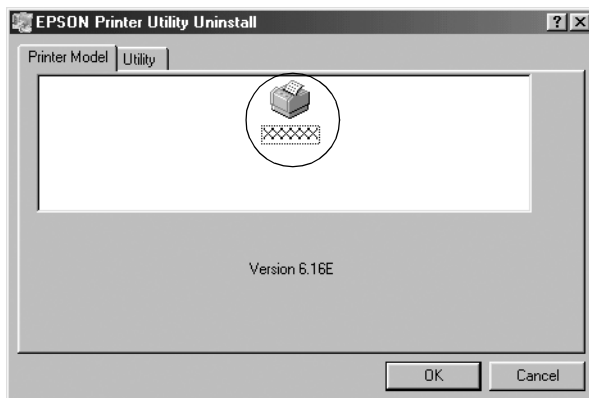 EPSON Printer Utility Uninstall
Printer Model
Utility
Version 6.16E
OK
Cancel